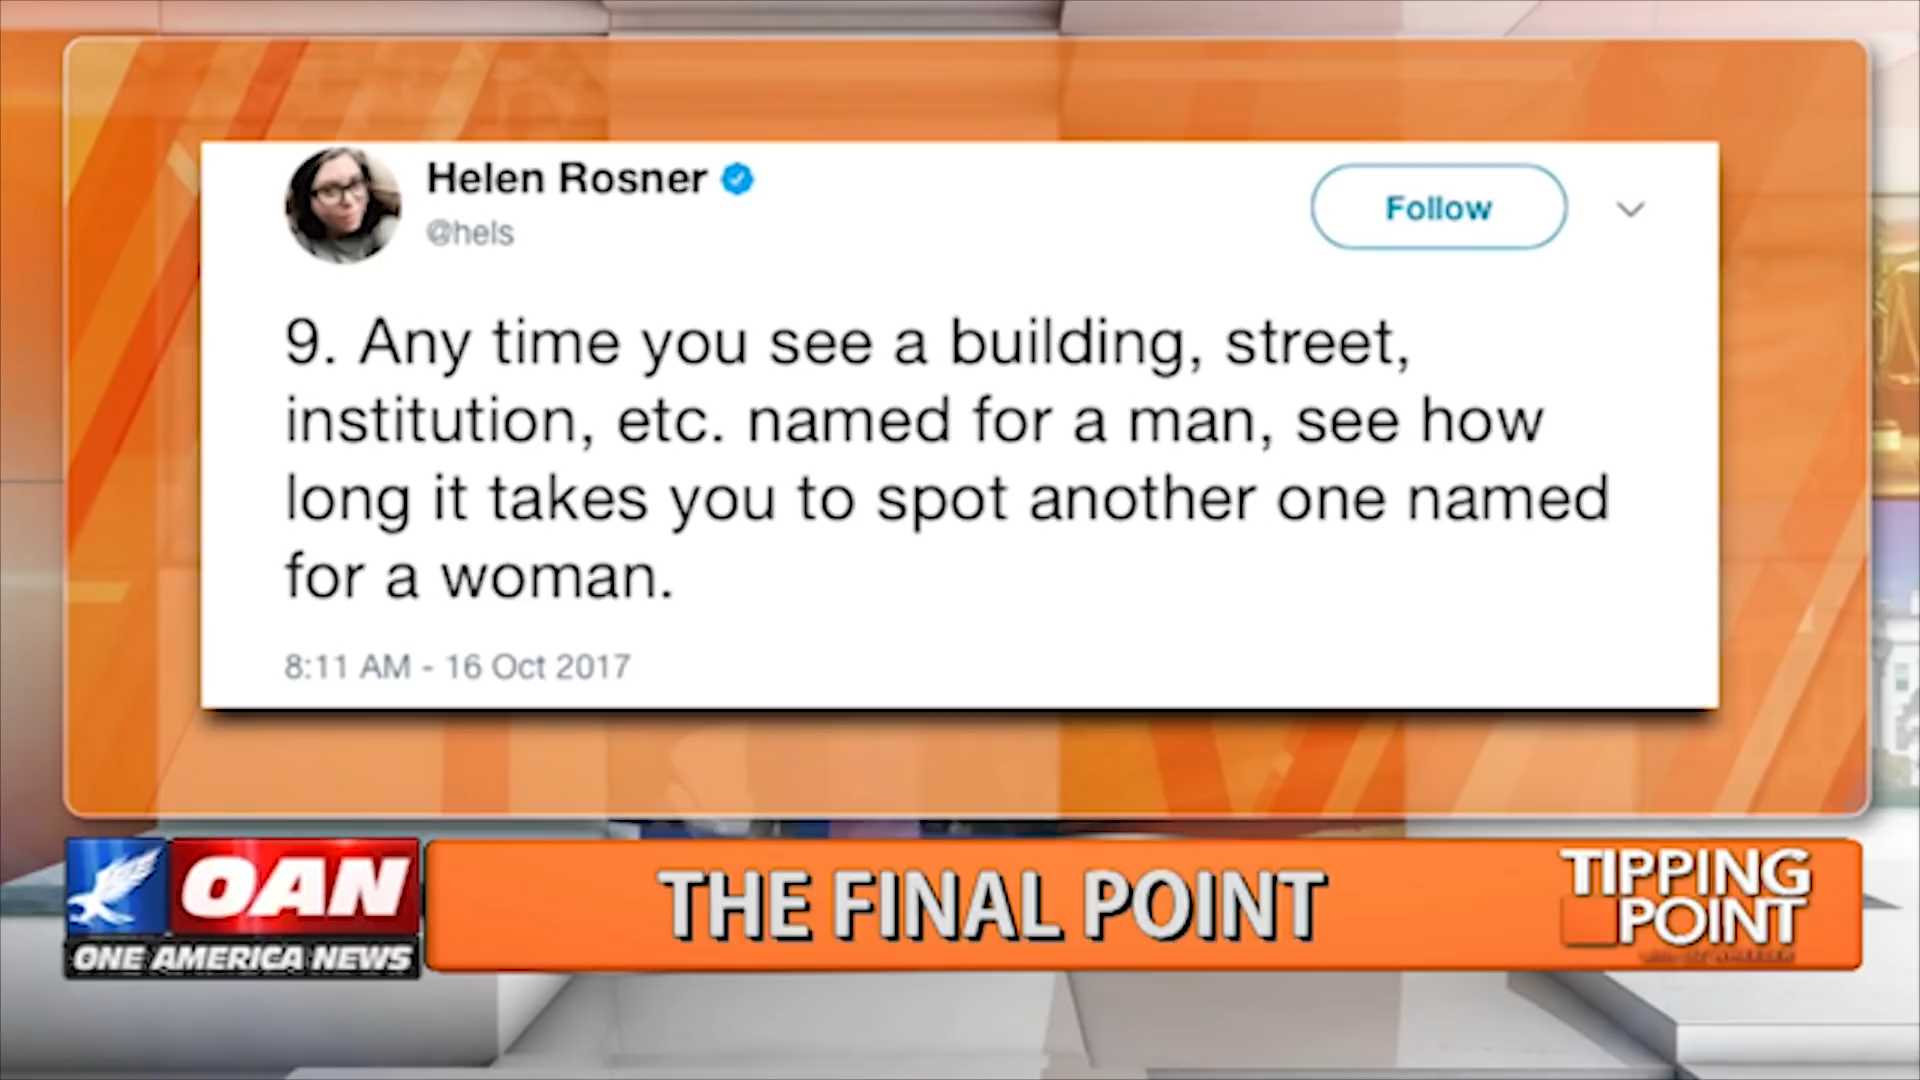 Helen Rosner
@hels
Follow
9. Any time you see a building, street,
institution, etc. named for a man, see how
long it takes you to spot another one named
for a woman.
8:11 AM - 16 Oct 2017
OAN
ONE AMERICA NEWS
THE FINAL POINT
TIPPING
POINT